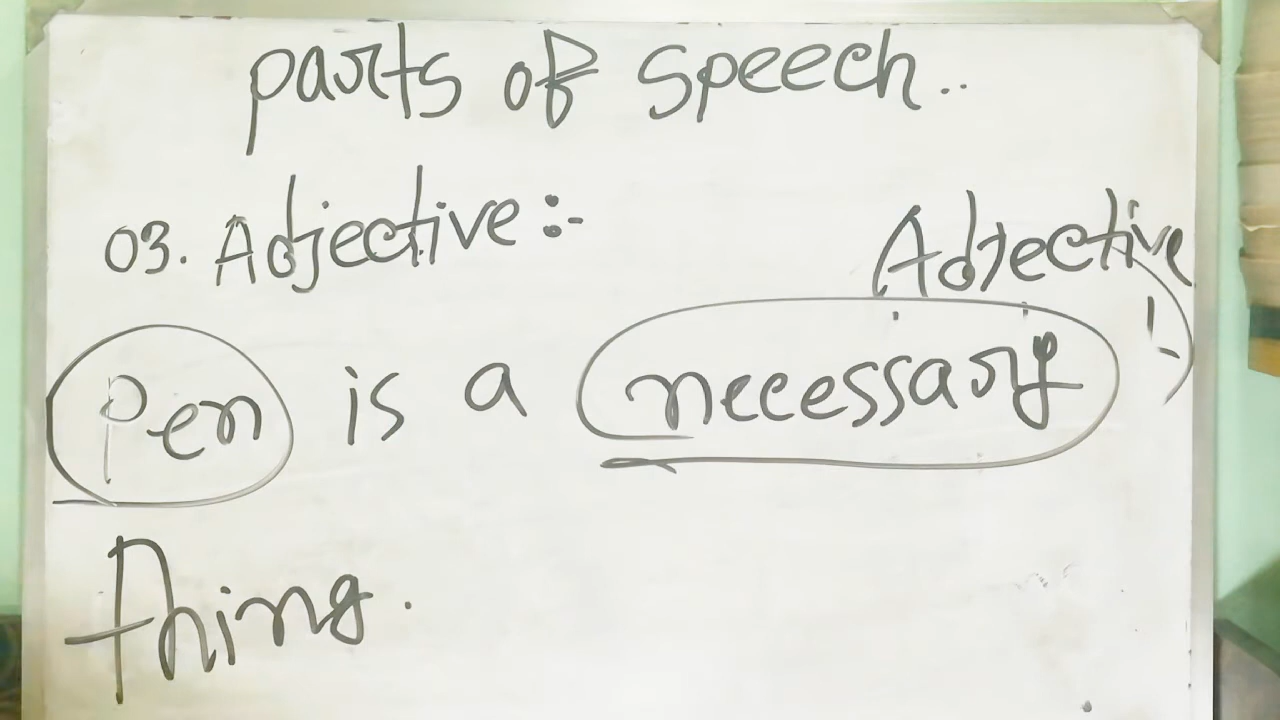 parts of speech..
03. Adjective:-
Adjective
Pen is a necessary
thing.